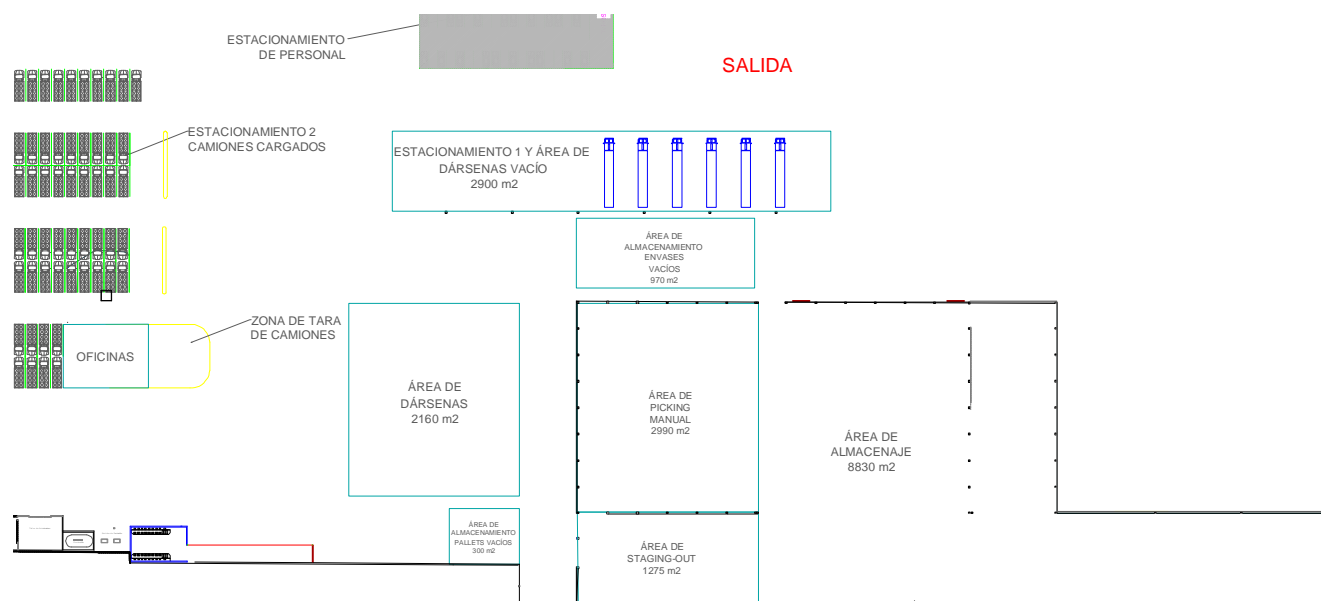 ESTACIONAMIENTO
DE PERSONAL
SALIDA
ESTACIONAMIENTO 2
CAMIONES CARGADOS
ESTACIONAMIENTO 1 Y ÁREA DE
DÁRSENAS VACÍO
2900 m2
ÁREA DE
ALMACENAMIENTO
ENVASES
VACÍOS
970 m2
ZONA DE TARA
DE CAMIONES
OFICINAS
ÁREA DE
DÁRSENAS
2160 m2
ÁREA DE
PICKING
MANUAL
2990 m2
ÁREA DE
ALMACENAJE
8830 m2
ÁREA DE
ALMACENAMIENTO
PALLETS VACÍOS
300 m2
ÁREA DE
STAGING-OUT
1275 m2